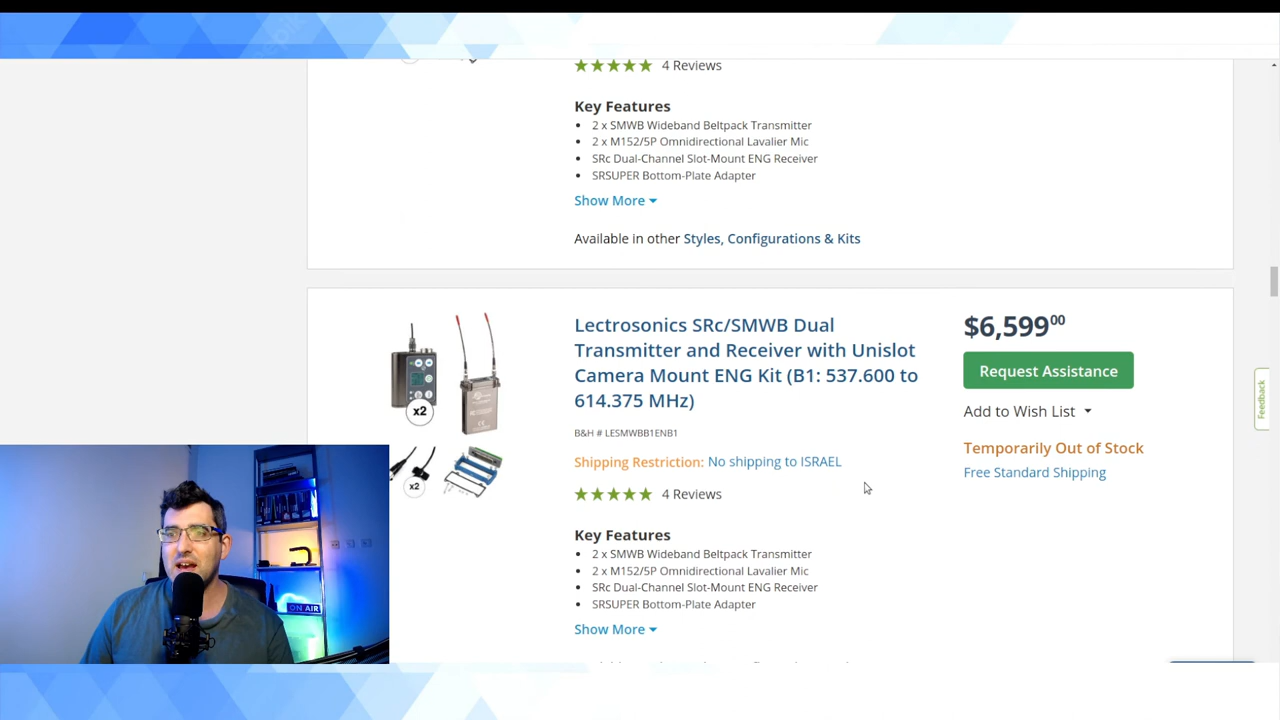 4 Reviews
Key Features
2 x SMWB Wideband Beltpack Transmitter
2 x M152/5P Omnidirectional Lavalier Mic
SRc Dual-Channel Slot-Mount ENG Receiver
SRSUPER Bottom-Plate Adapter
Show More
Available in other Styles, Configurations & Kits
Lectrosonics SRc/SMWB Dual
Transmitter and Receiver with Unislot
Camera Mount ENG Kit (B1: 537.600 to
614.375 MHz)
B&H # LESMWBB1ENB1
Shipping Restriction: No shipping to ISRAEL
4 Reviews
Key Features
2 x SMWB Wideband Beltpack Transmitter
2 x M152/5P Omnidirectional Lavalier Mic
SRc Dual-Channel Slot-Mount ENG Receiver
SRSUPER Bottom-Plate Adapter
Show More
$6,599.00
Request Assistance
Add to Wish List
Temporarily Out of Stock
Free Standard Shipping
Feedback
x2
x2
ON AIR